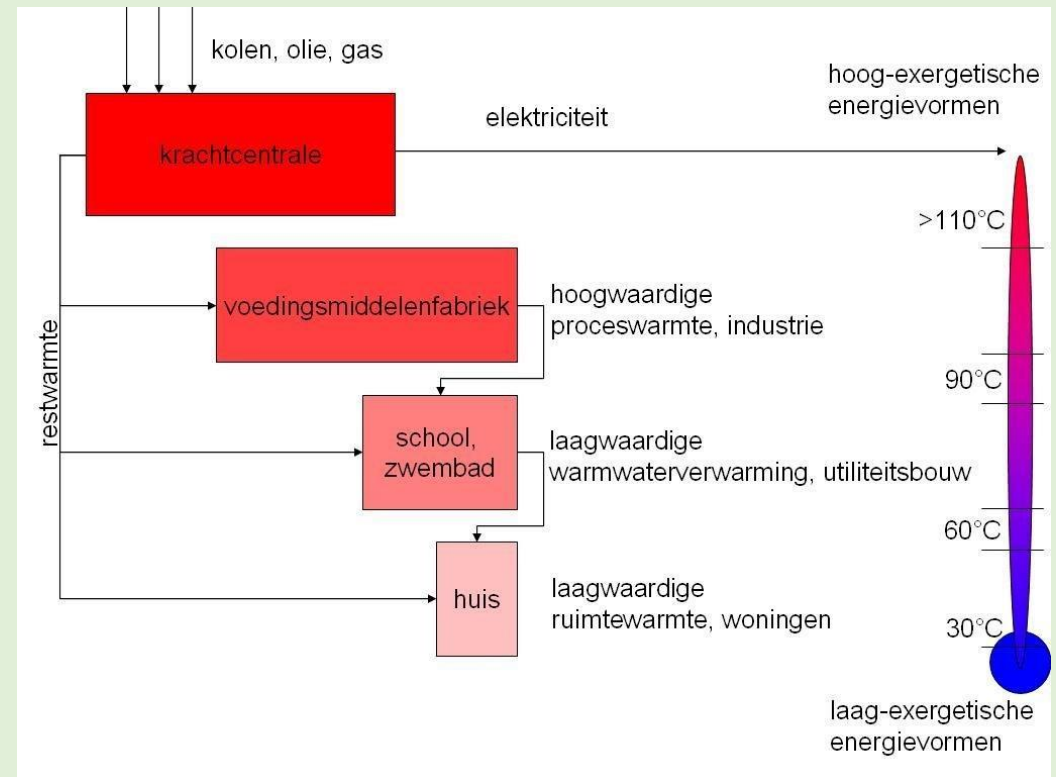 kolen, olie, gas
hoog-exergetische
energievormen
elektriciteit
krachtcentrale
>110°C
voedingsmiddelenfabriek
hoogwaardige
proceswarmte, industrie
restwarmte
90°C
school,
zwembad
laagwaardige
warmwaterverwarming, utiliteitsbouw
60°C
huis
laagwaardige
ruimtewarmte, woningen
30°C
laag-exergetische
energievormen